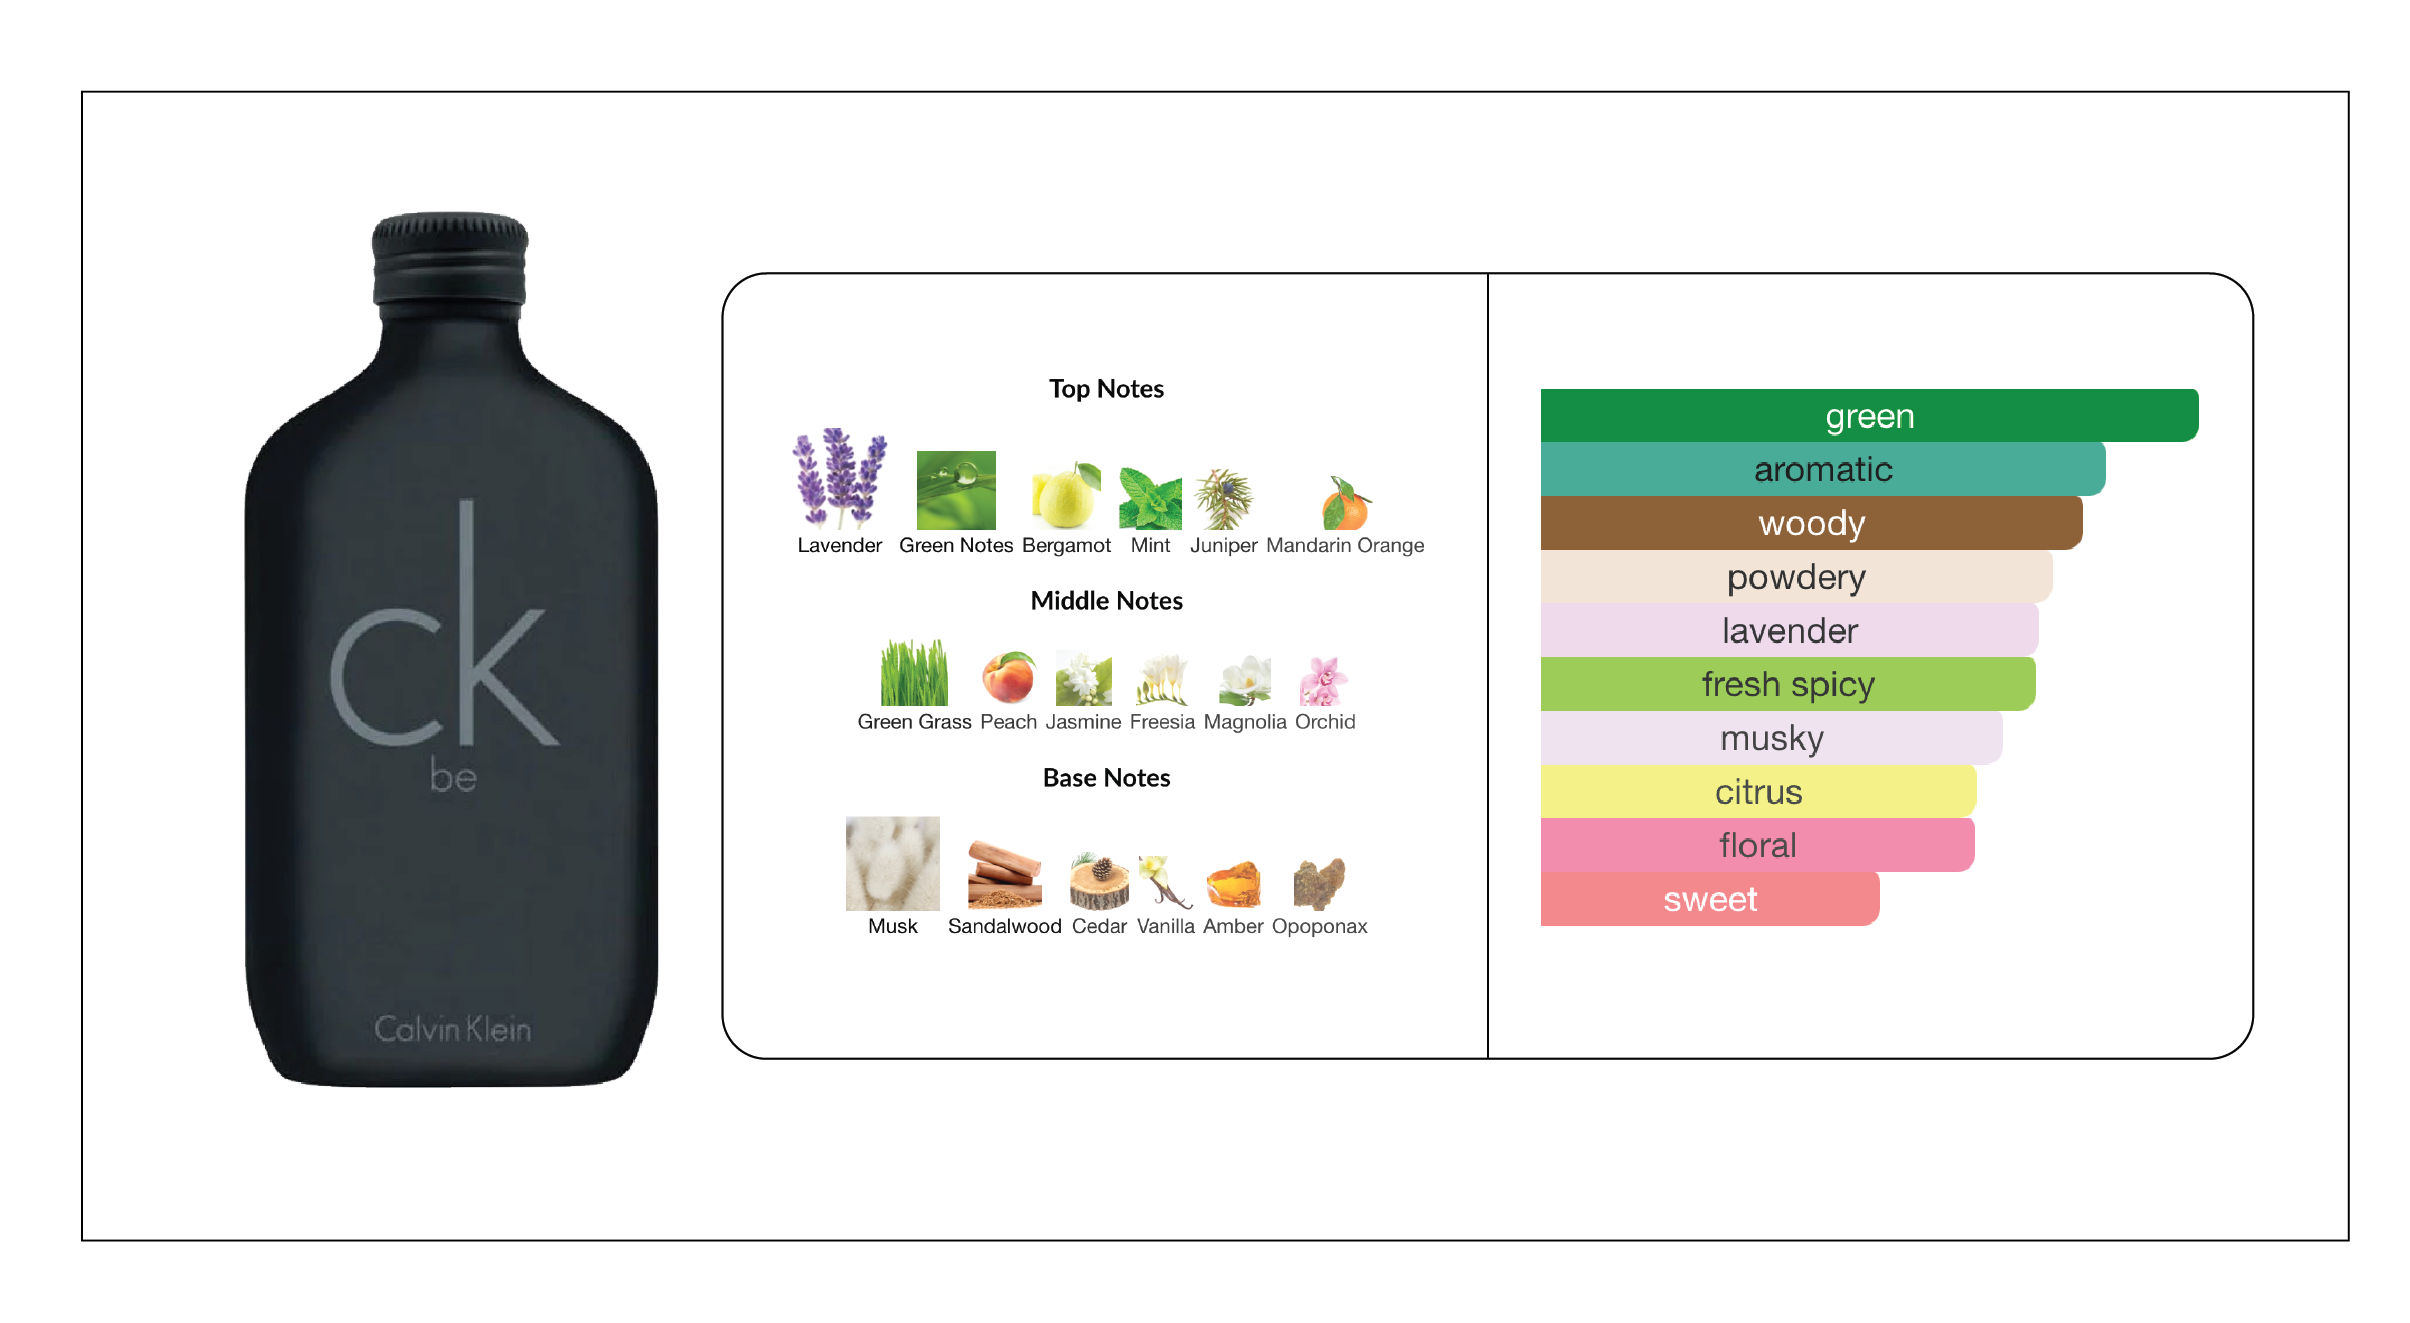 ck
be
Calvin Klein
Top Notes
Lavender Green Notes Bergamot Mint Juniper Mandarin Orange
Middle Notes
Green Grass Peach Jasmine Freesia Magnolia Orchid
Base Notes
Musk Sandalwood Cedar Vanilla Amber Opoponax
green
aromatic
woody
powdery
lavender
fresh spicy
musky
citrus
floral
sweet